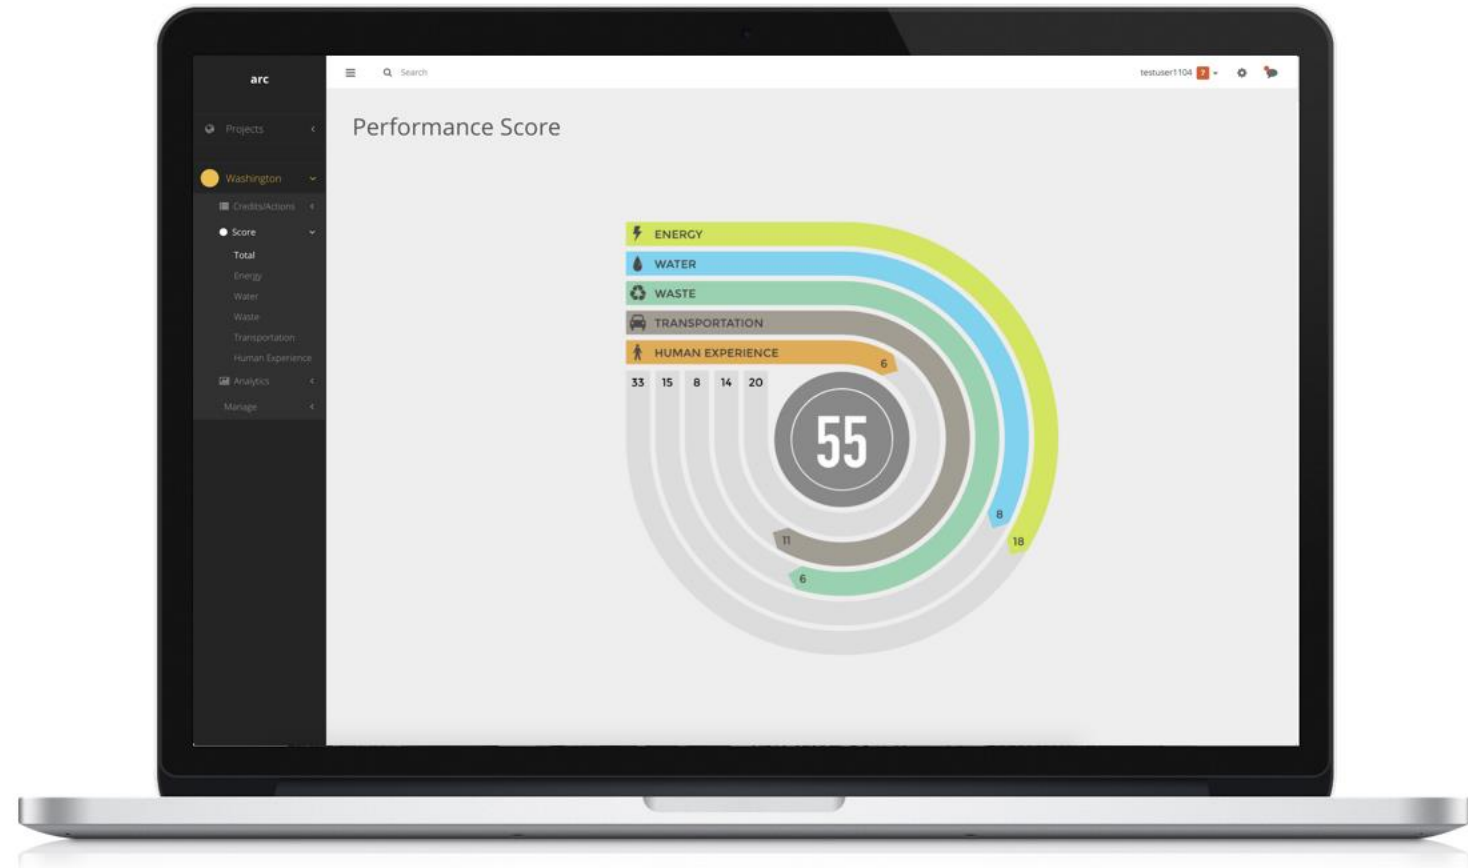 arc
Search
testuser1104 7
Projects
Performance Score
Washington
Credits/Actions
Score
Total
Energy
Water
Waste
Transportation
Human Experience
Analytics
Manage
ENERGY
WATER
WASTE
TRANSPORTATION
HUMAN EXPERIENCE
6
33 15 8 14 20
55
8
18
11
6